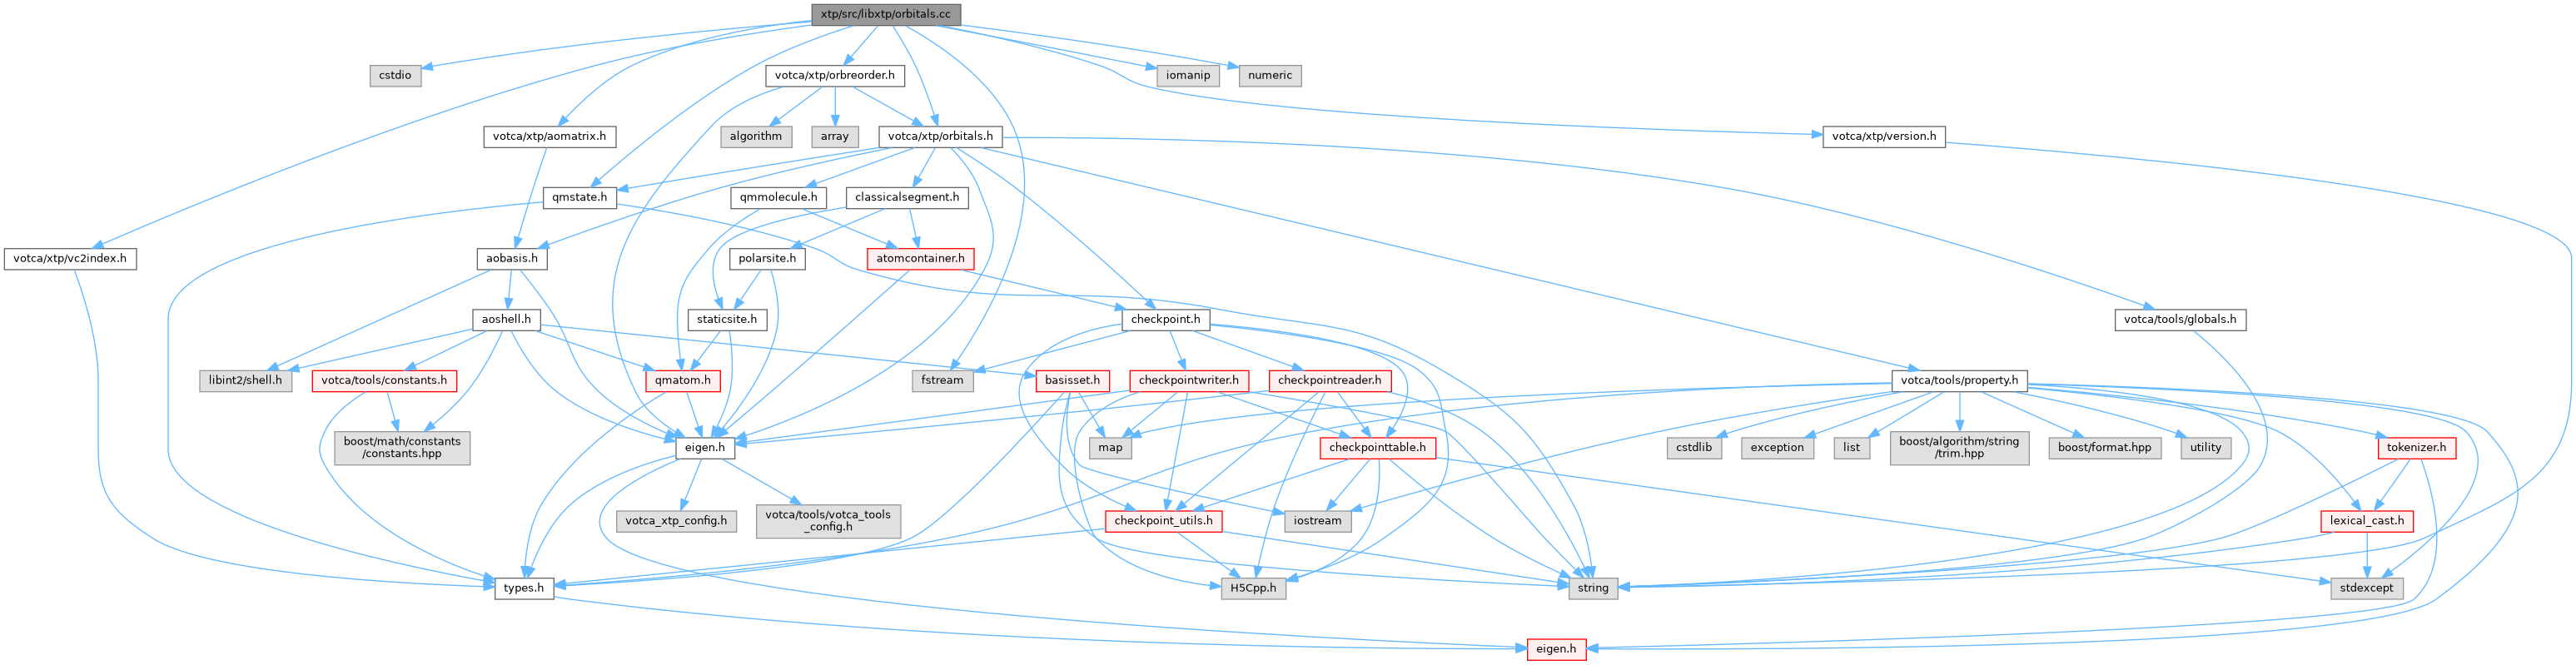 xtp/src/libxtp/orbitals.cc
cstdio
votca/xtp/orbreorder.h
iomanip
numeric
votca/xtp/aomatrix.h
algorithm
array
votca/xtp/orbitals.h
votca/xtp/version.h
qmstate.h
qmmolecule.h
classicalsegment.h
votca/xtp/vc2index.h
aobasis.h
polarsite.h
atomcontainer.h
aoshell.h
staticsite.h
checkpoint.h
votca/tools/globals.h
libint2/shell.h
votca/tools/constants.h
qmatom.h
fstream
basisset.h
checkpointwriter.h
checkpointreader.h
votca/tools/property.h
boost/math/constants
/constants.hpp
eigen.h
map
checkpointtable.h
cstdlib
exception
list
boost/algorithm/string
/trim.hpp
boost/format.hpp
utility
tokenizer.h
votca_xtp_config.h
votca/tools/votca_tools
_config.h
checkpoint_utils.h
iostream
lexical_cast.h
types.h
H5Cpp.h
string
stdexcept
eigen.h